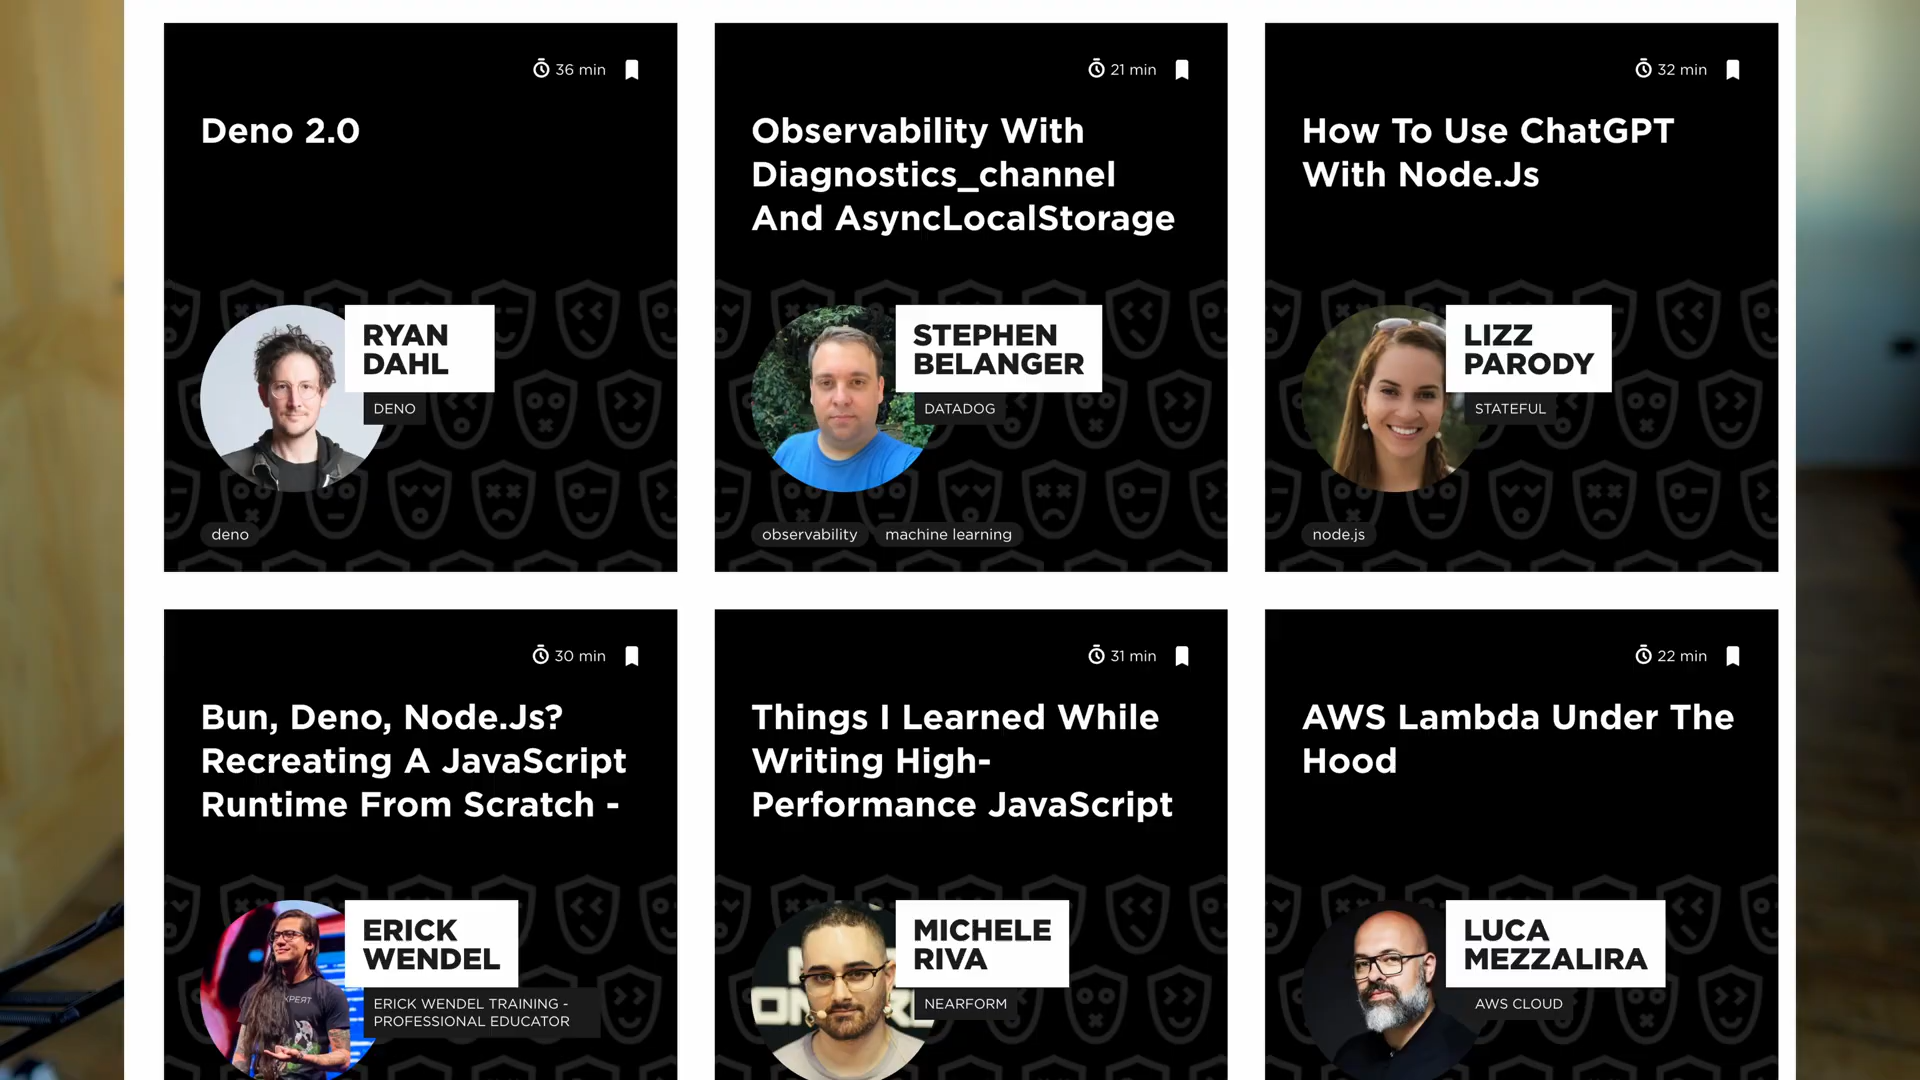 36 min
Deno 2.0
RYAN
DAHL
DENO
deno
21 min
Observability With
Diagnostics_channel
And AsyncLocalStorage
STEPHEN
BELANGER
DATADOG
observability machine learning
32 min
How To Use ChatGPT
With Node.Js
LIZZ
PARODY
STATEFUL
node.js
30 min
Bun, Deno, Node.Js?
Recreating A JavaScript
Runtime From Scratch -
ERICK
WENDEL
ERICK WENDEL TRAINING -
PROFESSIONAL EDUCATOR
31 min
Things I Learned While
Writing High-
Performance JavaScript
MICHELE
RIVA
NEARFORM
22 min
AWS Lambda Under The
Hood
LUCA
MEZZALIRA
AWS CLOUD